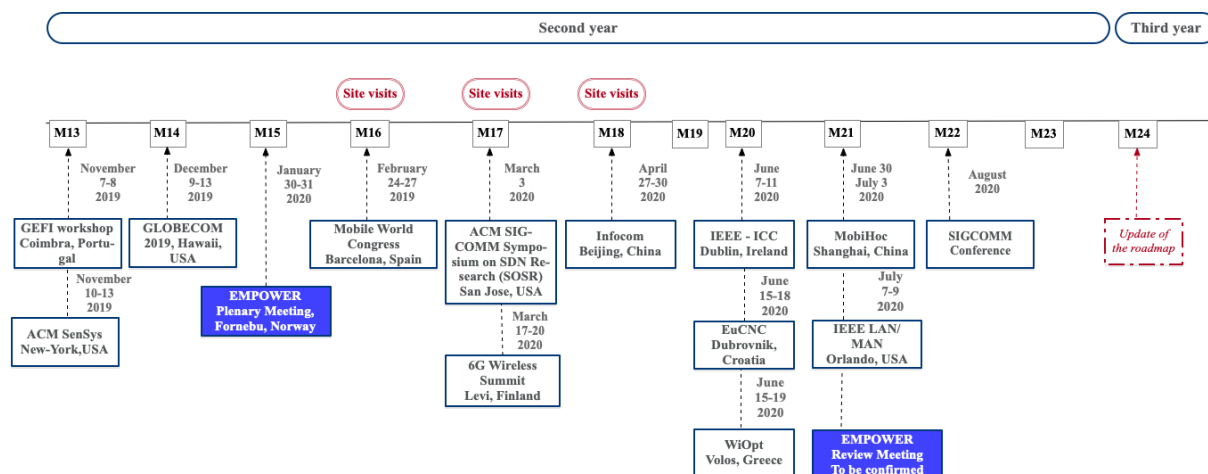 Second year
Third year
Site visits
Site visits
Site visits
M13
M14
M15
M16
M17
M18
M19
M20
M21
M22
M23
M24
November
7-8
2019
December
9-13
2019
January
30-31
2020
February
24-27
2019
March
3
2020
April
27-30
2020
June
7-11
2020
June 30
July 3
2020
August
2020
GEFI workshop
Coimbra, Portu-
gal
GLOBECOM
2019, Hawaii,
USA
Mobile World
Congress
Barcelona, Spain
ACM SIG-
COMM Sympo-
sium on SDN Re-
search (SOSR)
San Jose, USA
Infocom
Beijing, China
IEEE - ICC
Dublin, Ireland
MobiHoc
Shanghai, China
SIGCOMM
Conference
Update of
the roadmap
November
10-13
2019
EMPOWER
Plenary Meeting,
Fornebu, Norway
June
15-18
2020
July
7-9
2020
ACM SenSys
New-York,USA
March
17-20
2020
EuCNC
Dubrovnik,
Croatia
IEEE LAN/
MAN
Orlando, USA
6G Wireless
Summit
Levi, Finland
June
15-19
2020
WiOpt
Volos, Greece
EMPOWER
Review Meeting
To be confirmed